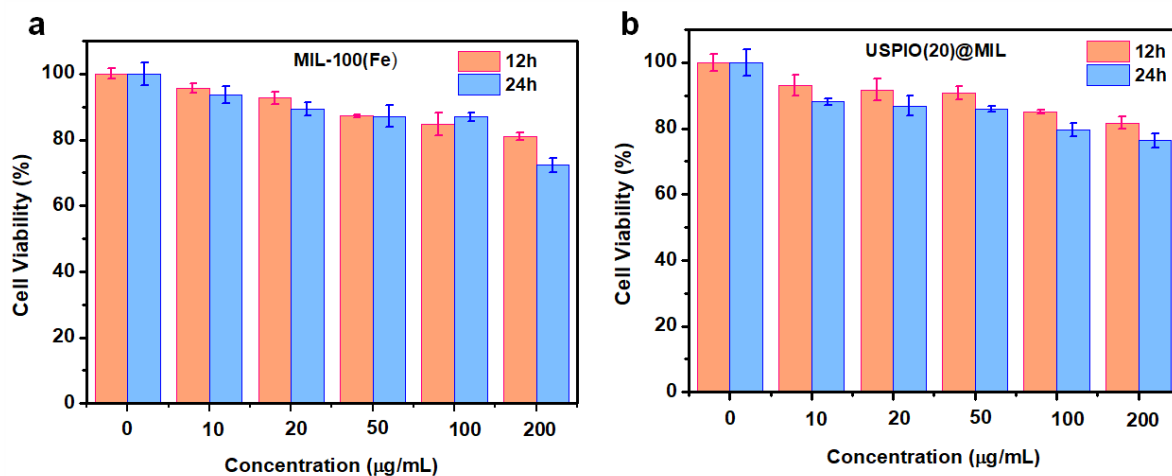 a
MIL-100(Fe)
12h
24h
100
80
60
40
20
0
Cell Viability (%)
0 10 20 50 100 200
Concentration (μg/mL)
b
USPIO(20)@MIL
12h
24h
100
80
60
40
20
0
Cell Viability (%)
0 10 20 50 100 200
Concentration (μg/mL)